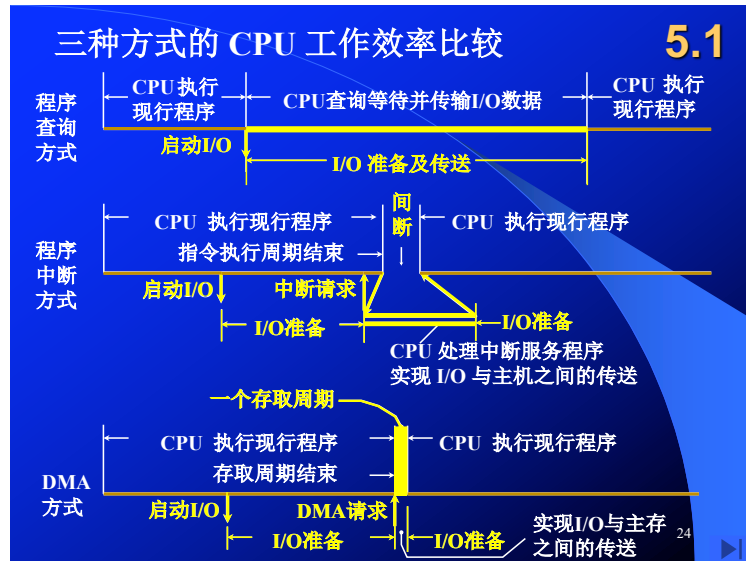 三种方式的 CPU 工作效率比较
5.1
程序
查询
方式
CPU 执行
现行程序
CPU查询等待并传输I/O数据
CPU 执行
现行程序
启动I/O
I/O 准备及传送
程序
中断
方式
CPU 执行现行程序
间
断
CPU 执行现行程序
指令执行周期结束
启动I/O
中断请求
I/O准备
I/O准备
CPU 处理中断服务程序
实现 I/O 与主机之间的传送
一个存取周期
DMA
方式
CPU 执行现行程序
CPU 执行现行程序
存取周期结束
启动I/O
DMA请求
I/O准备
I/O准备
实现I/O与主存
之间的传送
24